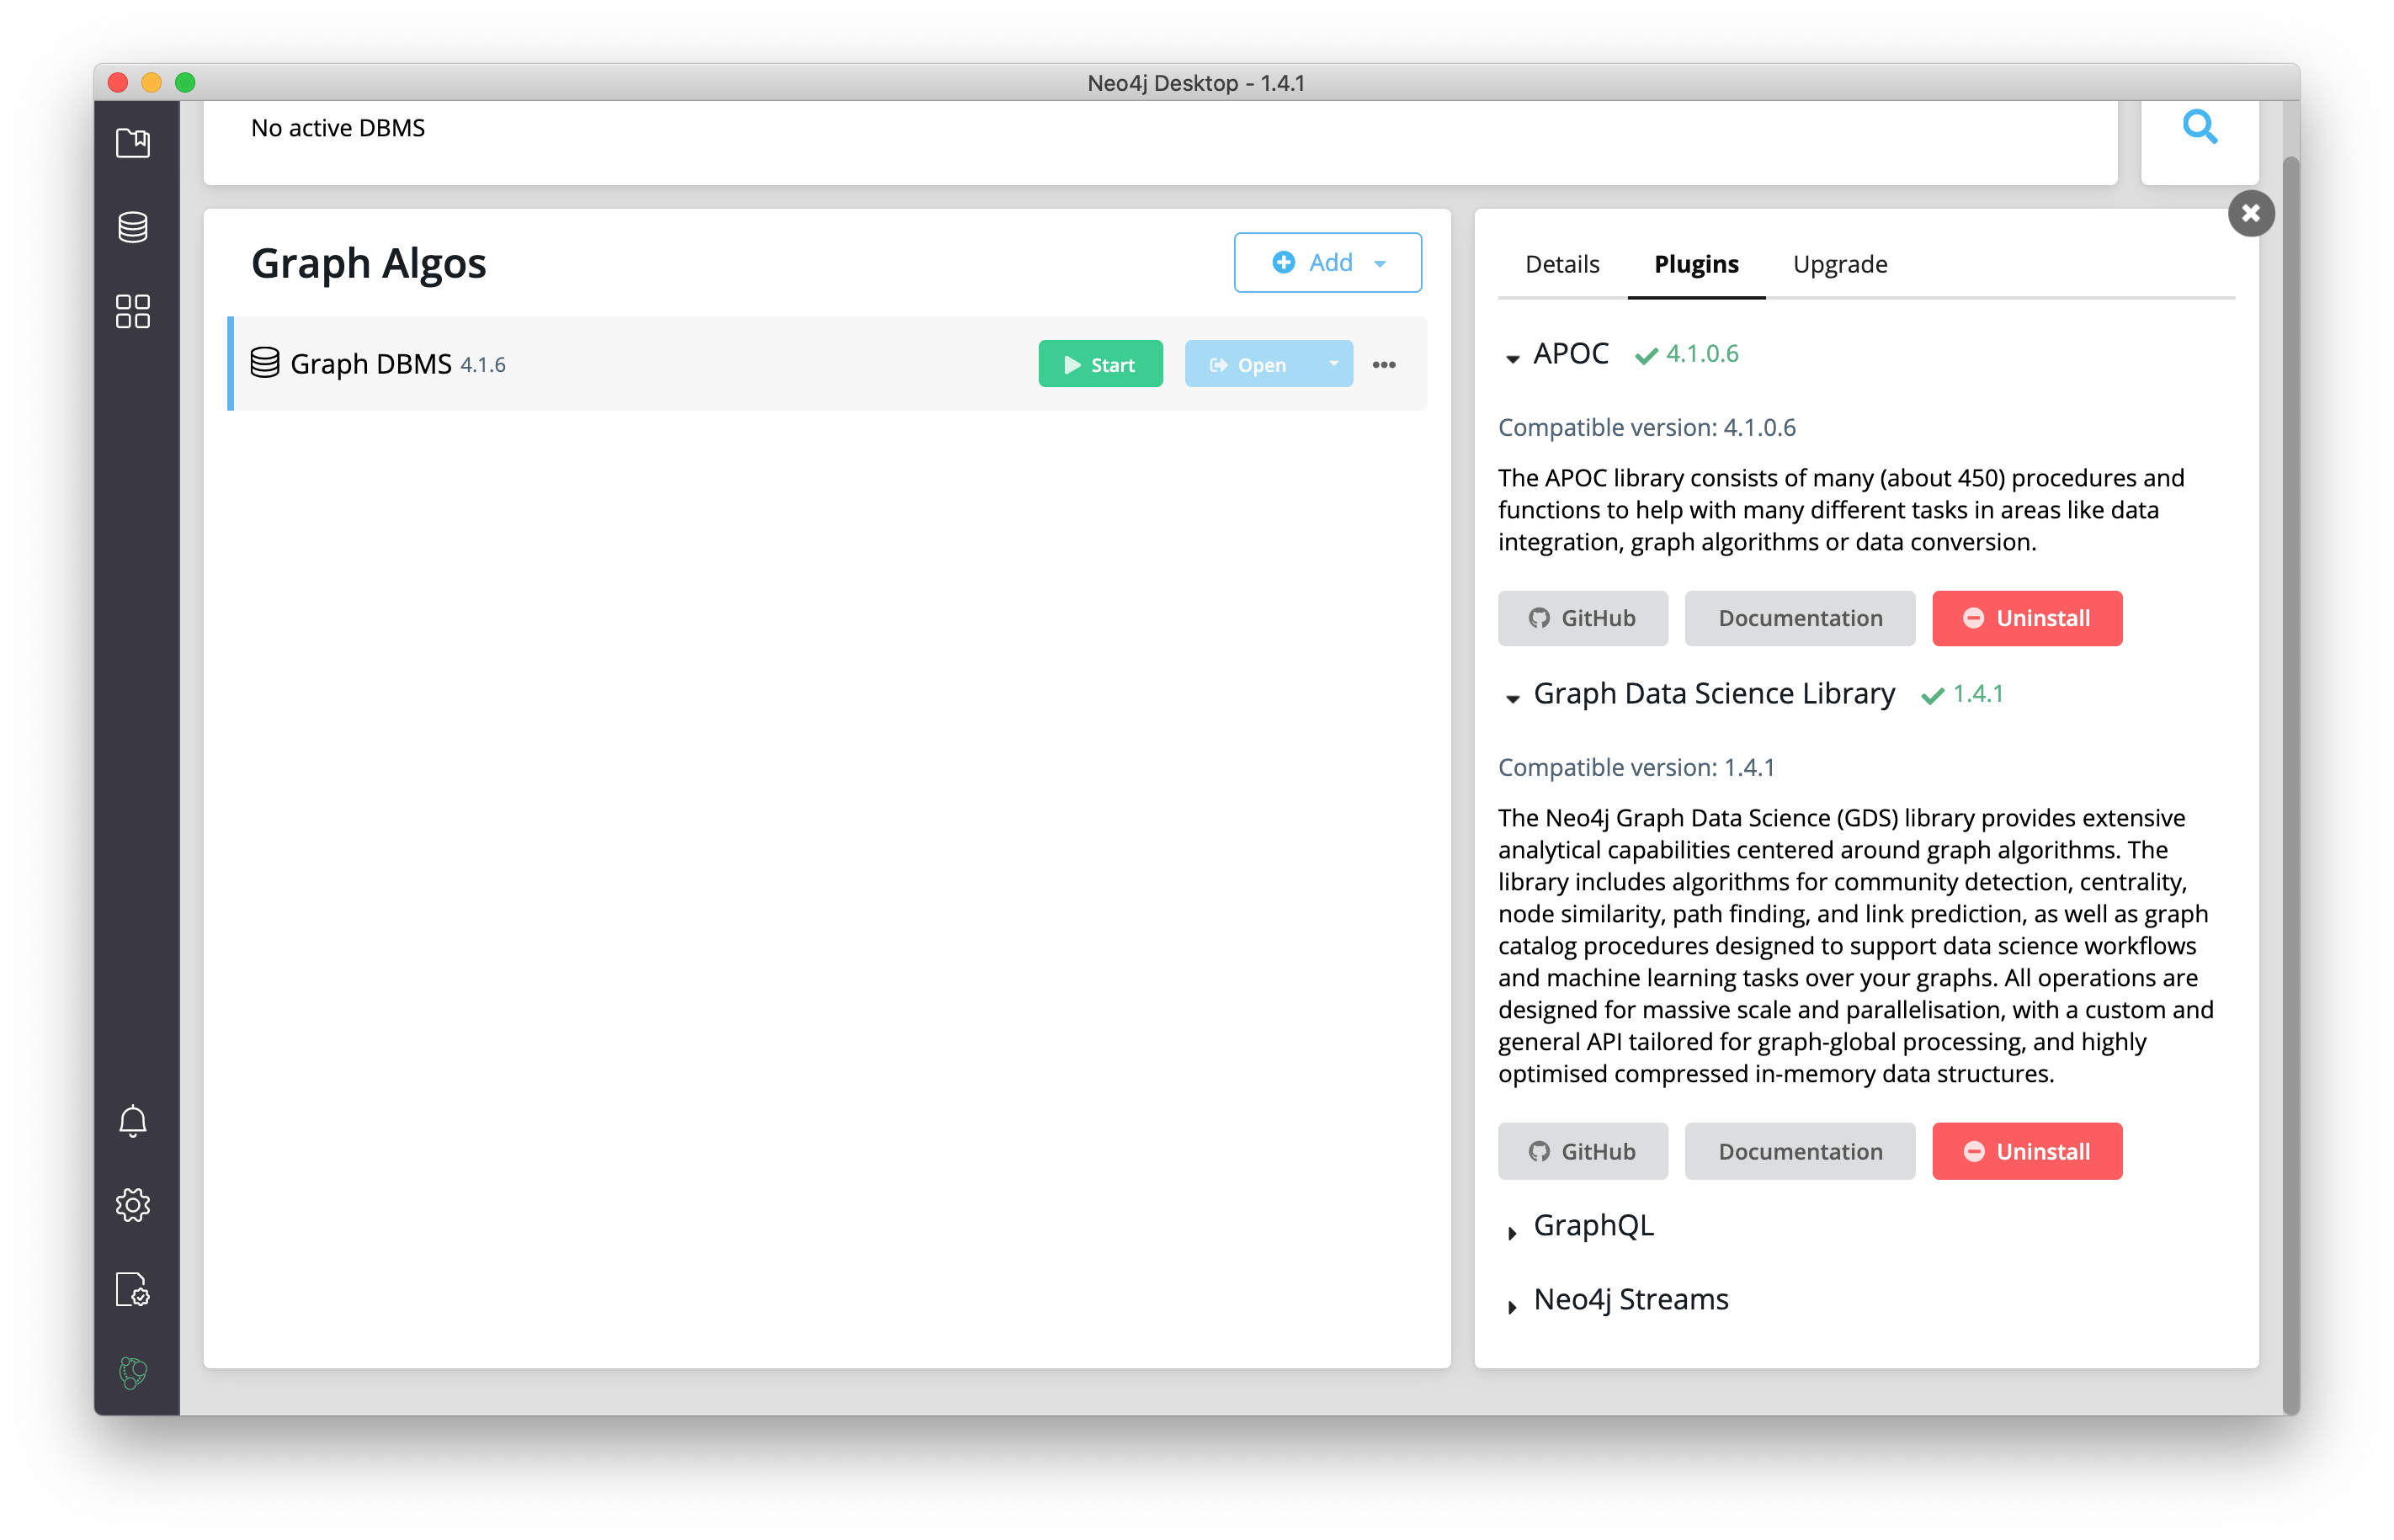 Neo4j Desktop - 1.4.1
No active DBMS
Graph Algos
Add
Graph DBMS 4.1.6
Start
Open
Details
Plugins
Upgrade
APOC 4.1.0.6
Compatible version: 4.1.0.6
The APOC library consists of many (about 450) procedures and
functions to help with many different tasks in areas like data
integration, graph algorithms or data conversion.
GitHub
Documentation
Uninstall
Graph Data Science Library 1.4.1
Compatible version: 1.4.1
The Neo4j Graph Data Science (GDS) library provides extensive
analytical capabilities centered around graph algorithms. The
library includes algorithms for community detection, centrality,
node similarity, path finding, and link prediction, as well as graph
catalog procedures designed to support data science workflows
and machine learning tasks over your graphs. All operations are
designed for massive scale and parallelisation, with a custom and
general API tailored for graph-global processing, and highly
optimised compressed in-memory data structures.
GitHub
Documentation
Uninstall
GraphQL
Neo4j Streams